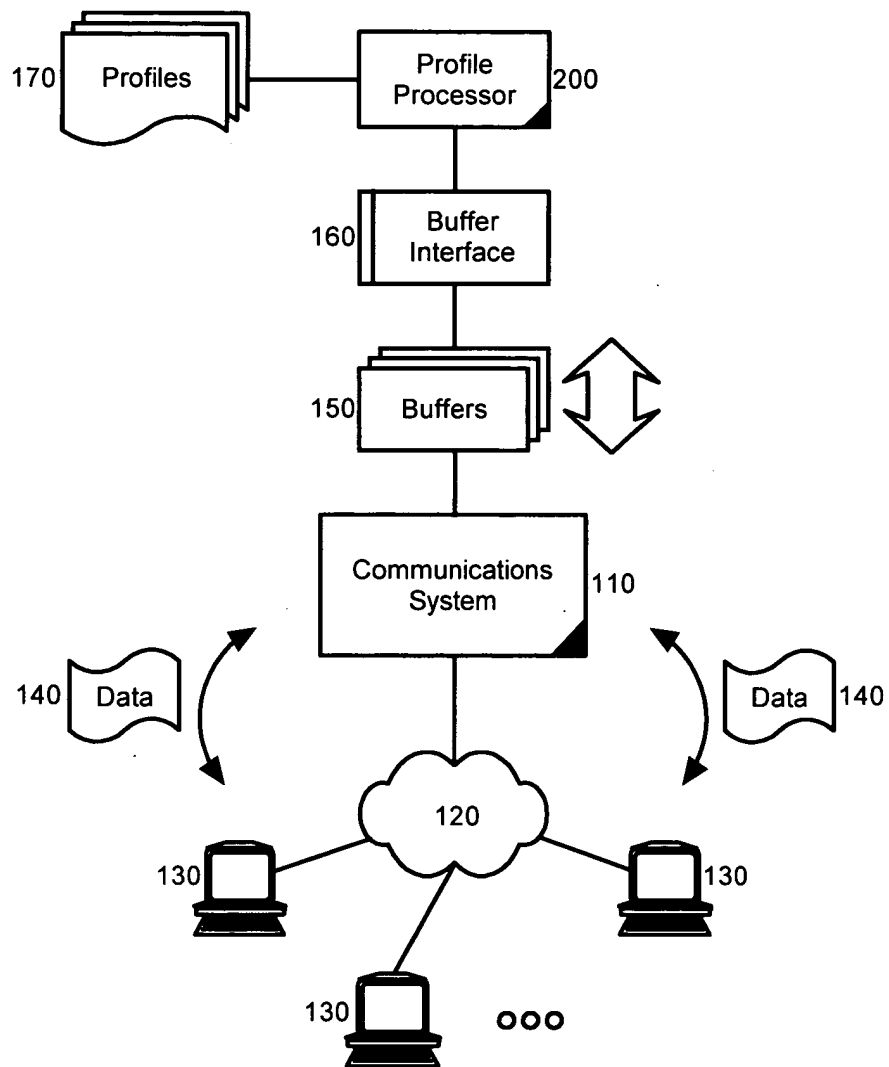 170
Profiles
Profile
Processor
200
160
Buffer
Interface
150
Buffers
Communications
System
110
140
Data
Data
140
120
130
130
130